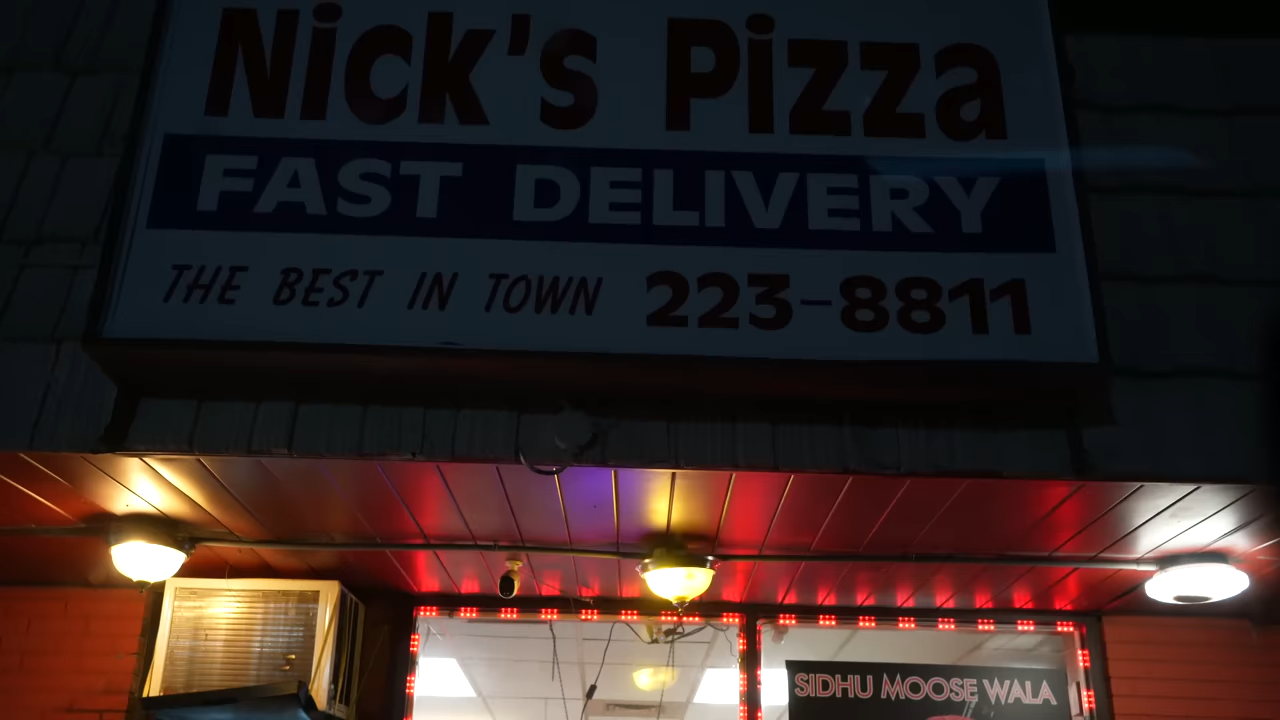 Nick's Pizza
FAST DELIVERY
THE BEST IN TOWN 223-8811
SIDHU MOOSE WALA